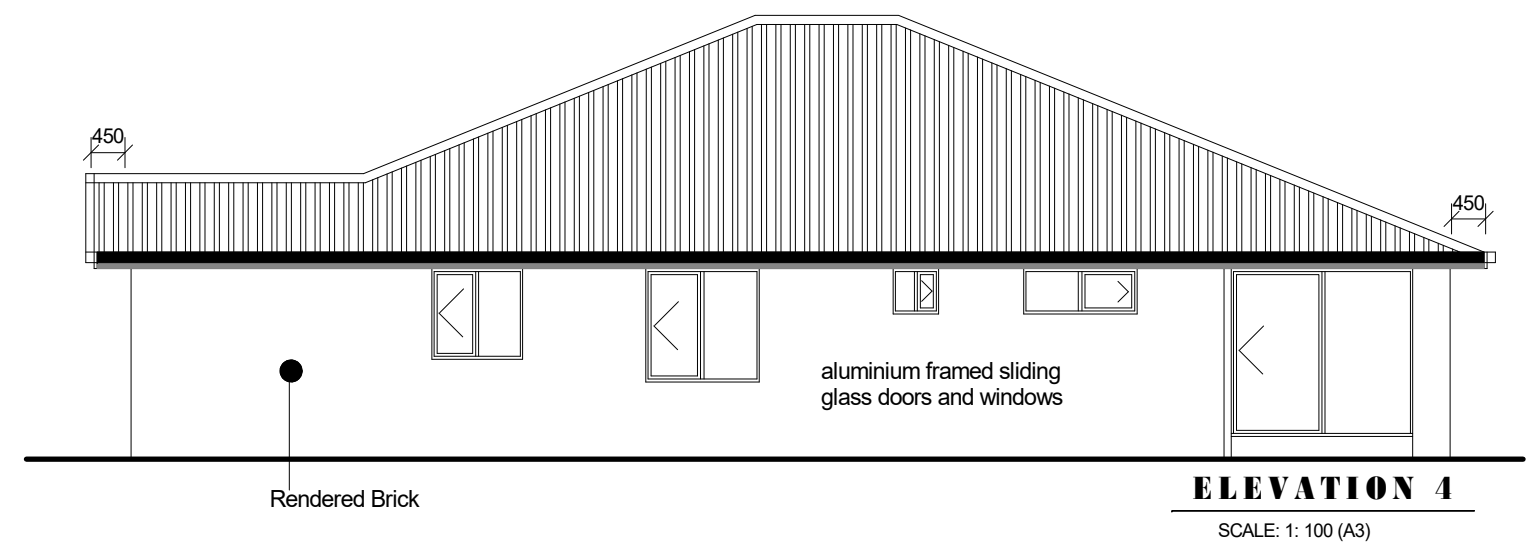 450
450
aluminium framed sliding
glass doors and windows
Rendered Brick
ELEVATION 4
SCALE: 1: 100 (A3)